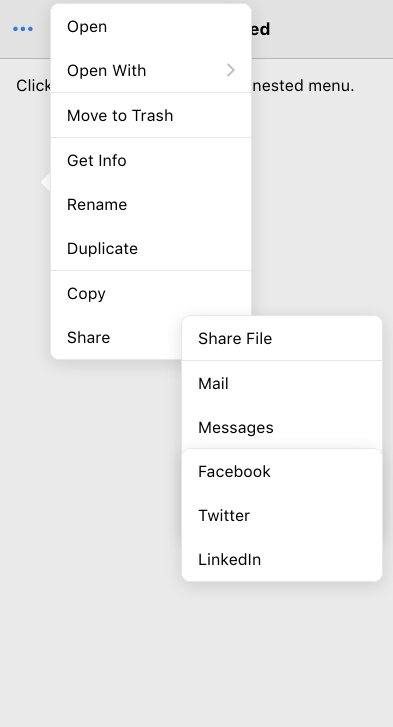 Open
ed
Open With
Click
nested menu.
Move to Trash
Get Info
Rename
Duplicate
Copy
Share
Share File
Mail
Messages
Facebook
Twitter
LinkedIn